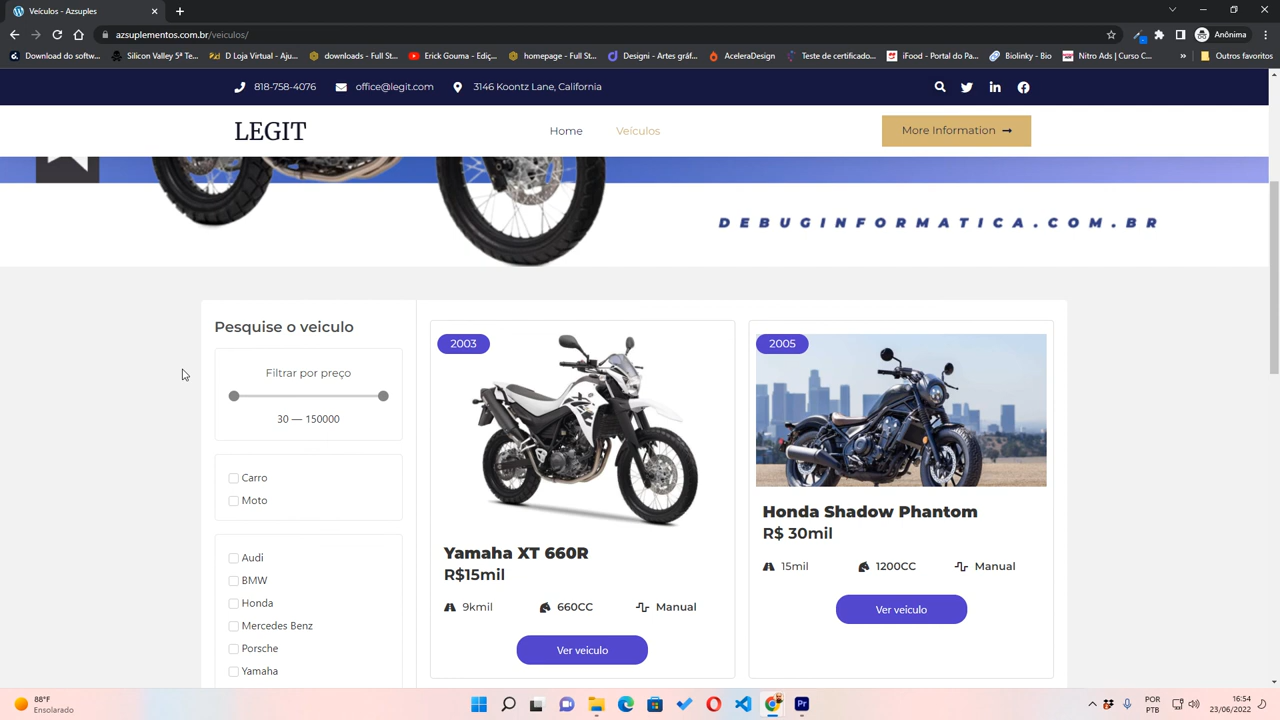 Veículos - Azsuples
azsuplementos.com.br/veiculos/
Anônima
Download do softw...
Silicon Valley 5ª Te...
D Loja Virtual - Aju...
downloads - Full St...
Erick Gouma - Ediç...
homepage - Full St...
Designi - Artes gráf...
AceleraDesign
Teste de certificado...
iFood - Portal do Pa...
Biolinky - Bio
Nitro Ads | Curso C...
»
Outros favoritos
818-758-4076
office@legit.com
3146 Koontz Lane, California
LEGIT
Home
Veículos
More Information
DEBUGINFORMATICA.COM.BR
Pesquise o veiculo
Filtrar por preço
30 — 150000
Carro
Moto
Audi
BMW
Honda
Mercedes Benz
Porsche
Yamaha
2003
Yamaha XT 660R
R$15mil
9kmil
660CC
Manual
Ver veiculo
2005
Honda Shadow Phantom
R$ 30mil
15mil
1200CC
Manual
Ver veiculo
88°F
Ensolarado
Pr
POR
PTB
16:54
23/06/2022